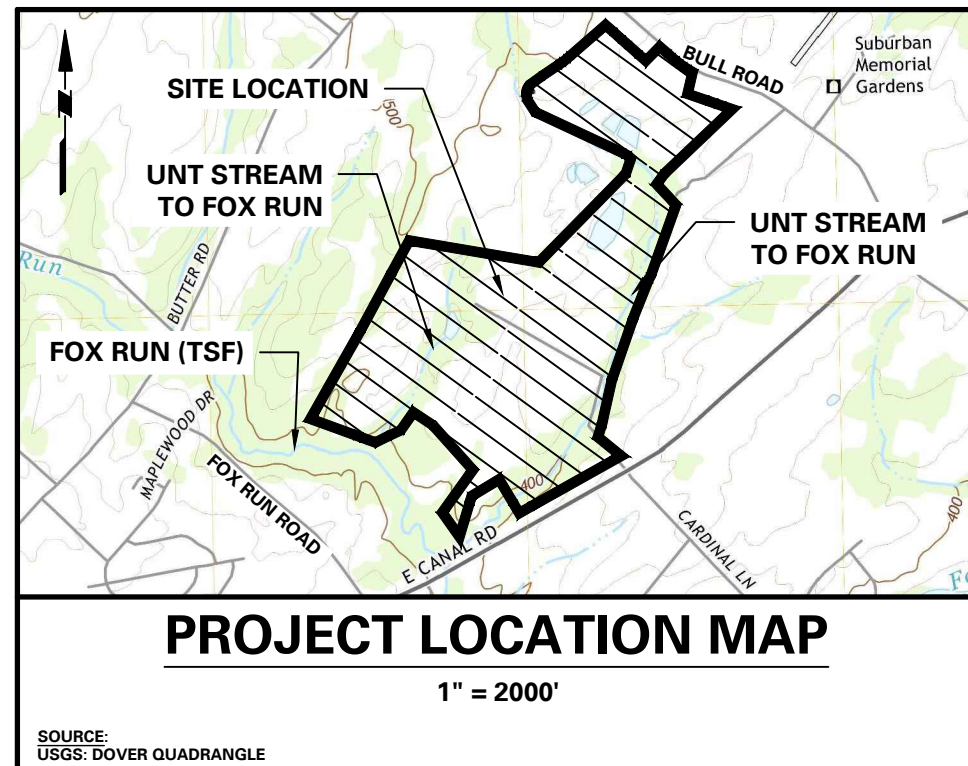 BULL ROAD
Suburban
Memorial
Gardens
SITE LOCATION
500
UNT STREAM
TO FOX RUN
UNT STREAM
TO FOX RUN
Run
BUTTER RD
FOX RUN (TSF)
MAPLEWOOD DR
FOX RUN ROAD
400
E CANAL RD
CARDINAL LN
400
Fo
PROJECT LOCATION MAP
1" = 2000'
SOURCE:
USGS: DOVER QUADRANGLE